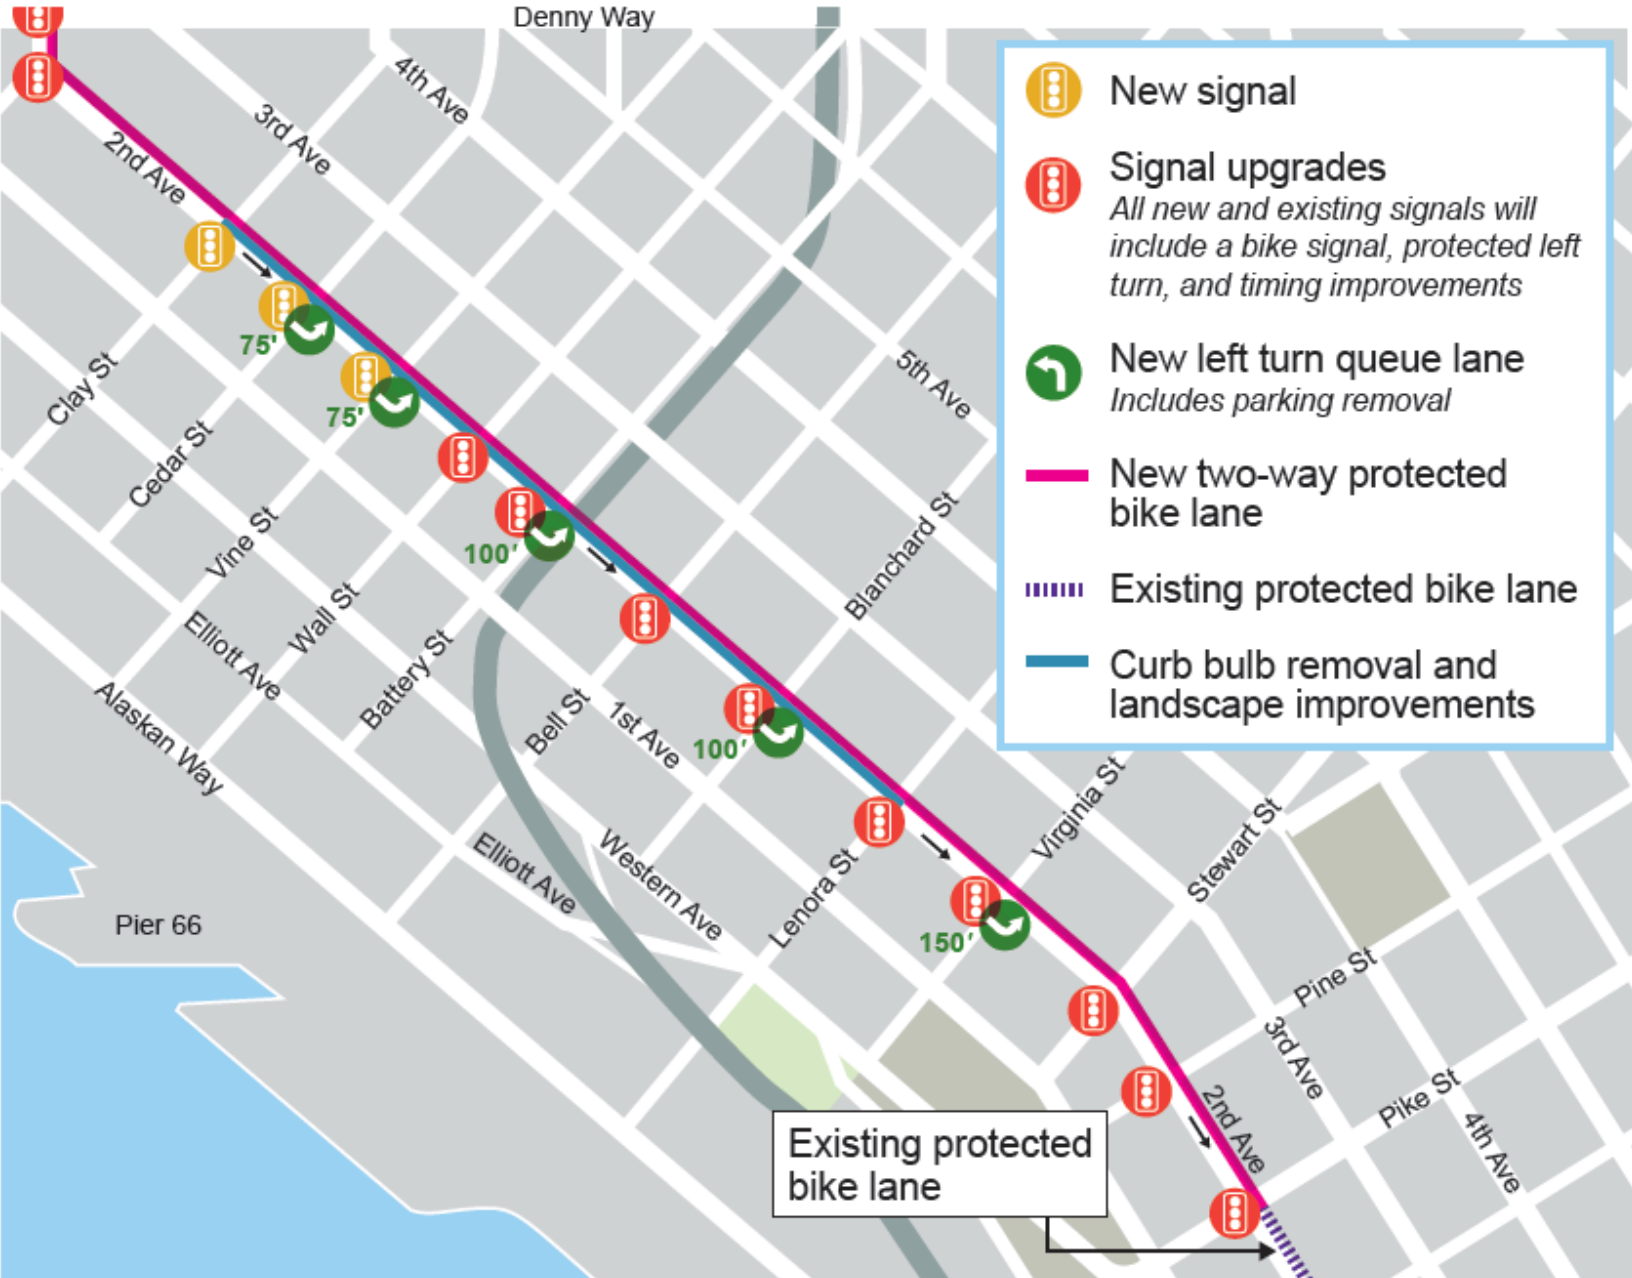 Denny Way
4th Ave
3rd Ave
2nd Ave
75'
75'
Clay St
Cedar St
Vine St
Wall St
Elliott Ave
Battery St
Alaskan Way
100'
5th Ave
Blanchard St
Bell St
1st Ave
100'
Elliott Ave
Western Ave
Lenora St
Virginia St
Stewart St
150'
Pier 66
Pine St
3rd Ave
Pike St
2nd Ave
4th Ave
Existing protected
bike lane
New signal
Signal upgrades
All new and existing signals will
include a bike signal, protected left
turn, and timing improvements
New left turn queue lane
Includes parking removal
New two-way protected
bike lane
Existing protected bike lane
Curb bulb removal and
landscape improvements